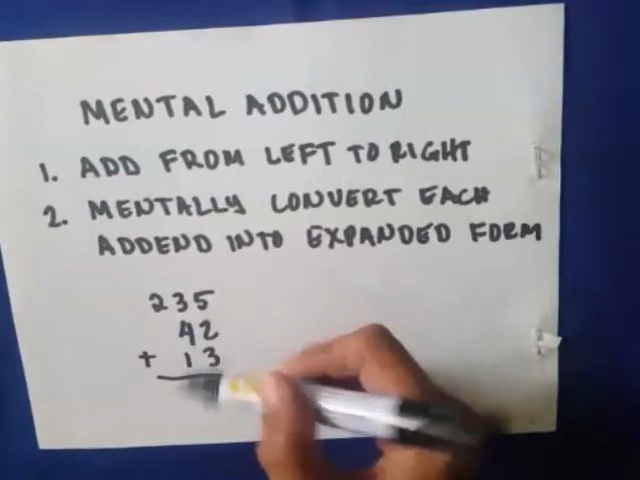 MENTAL ADDITION
1. ADD FROM LEFT TO RIGHT
2. MENTALLY CONVERT EACH
ADDEND INTO EXPANDED FORM
235
42
+ 13